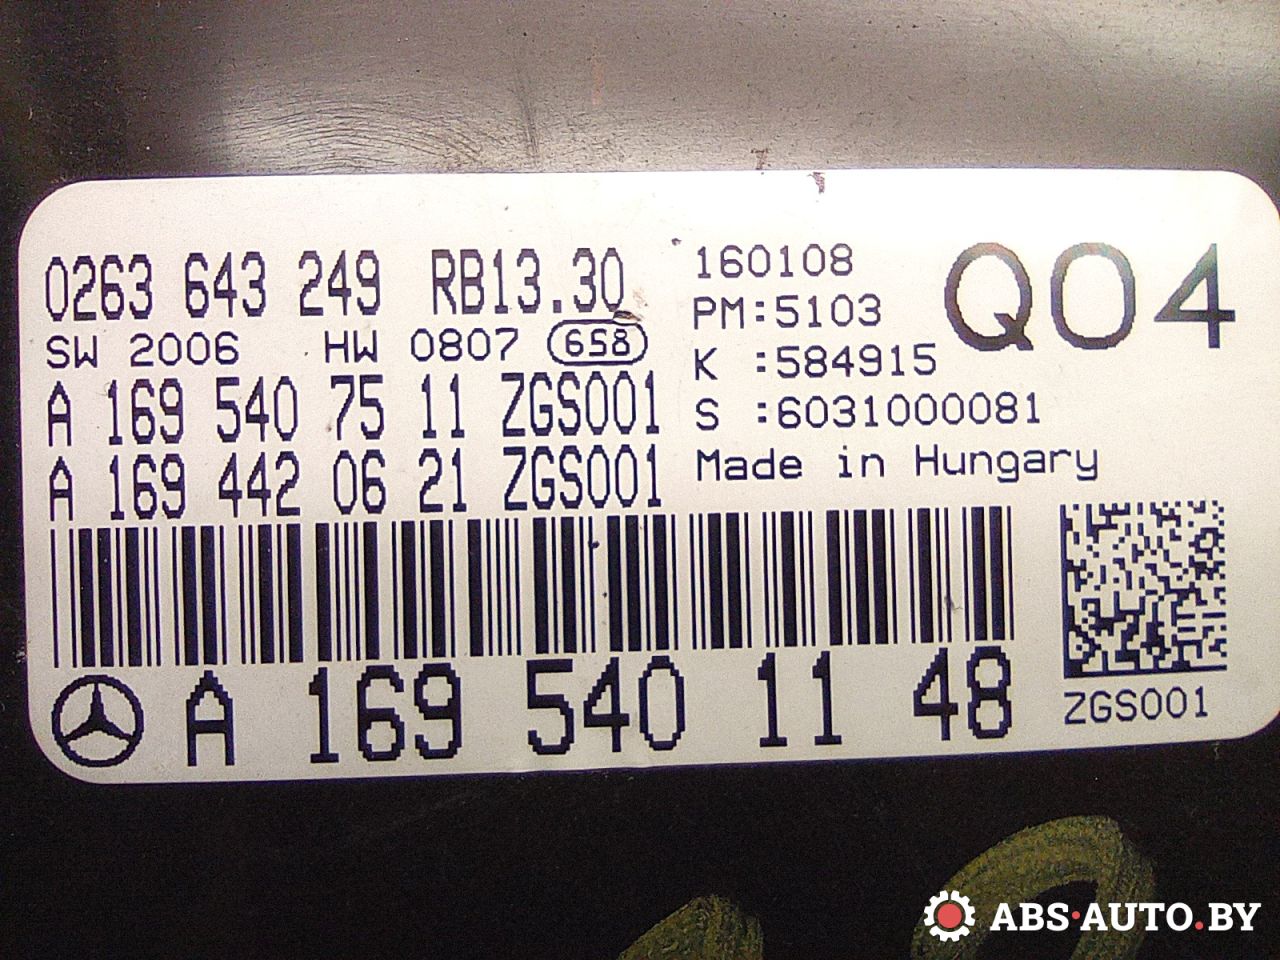 0263 643 249 RB13.30
SW 2006 HW 0807 658
A 169 540 75 11 ZGS001
A 169 442 06 21 ZGS001
160108
PM:5103
K :584915
S :6031000081
Made in Hungary
Q04
A 169 540 11 48
ZGS001
ABS·AUTO.BY